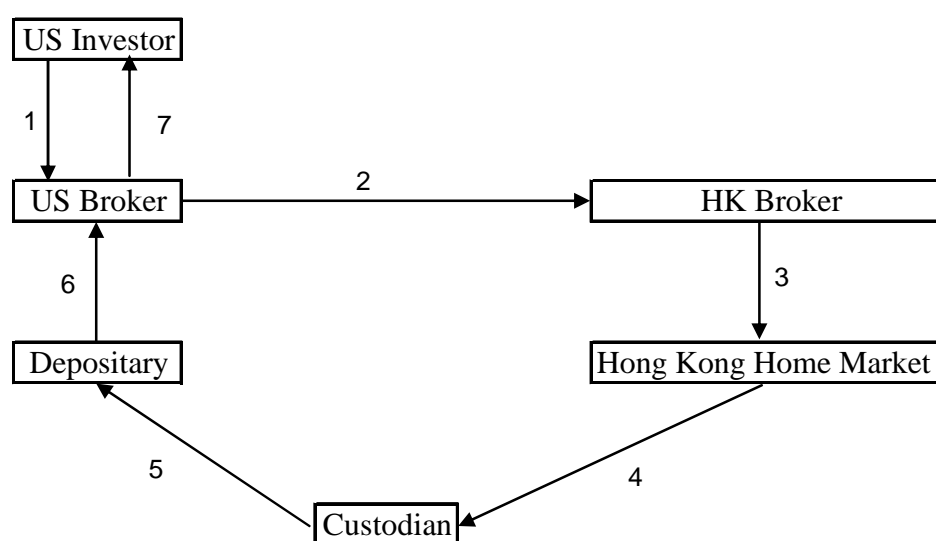 US Investor
1
7
2
US Broker
HK Broker
6
3
Depositary
Hong Kong Home Market
5
4
Custodian